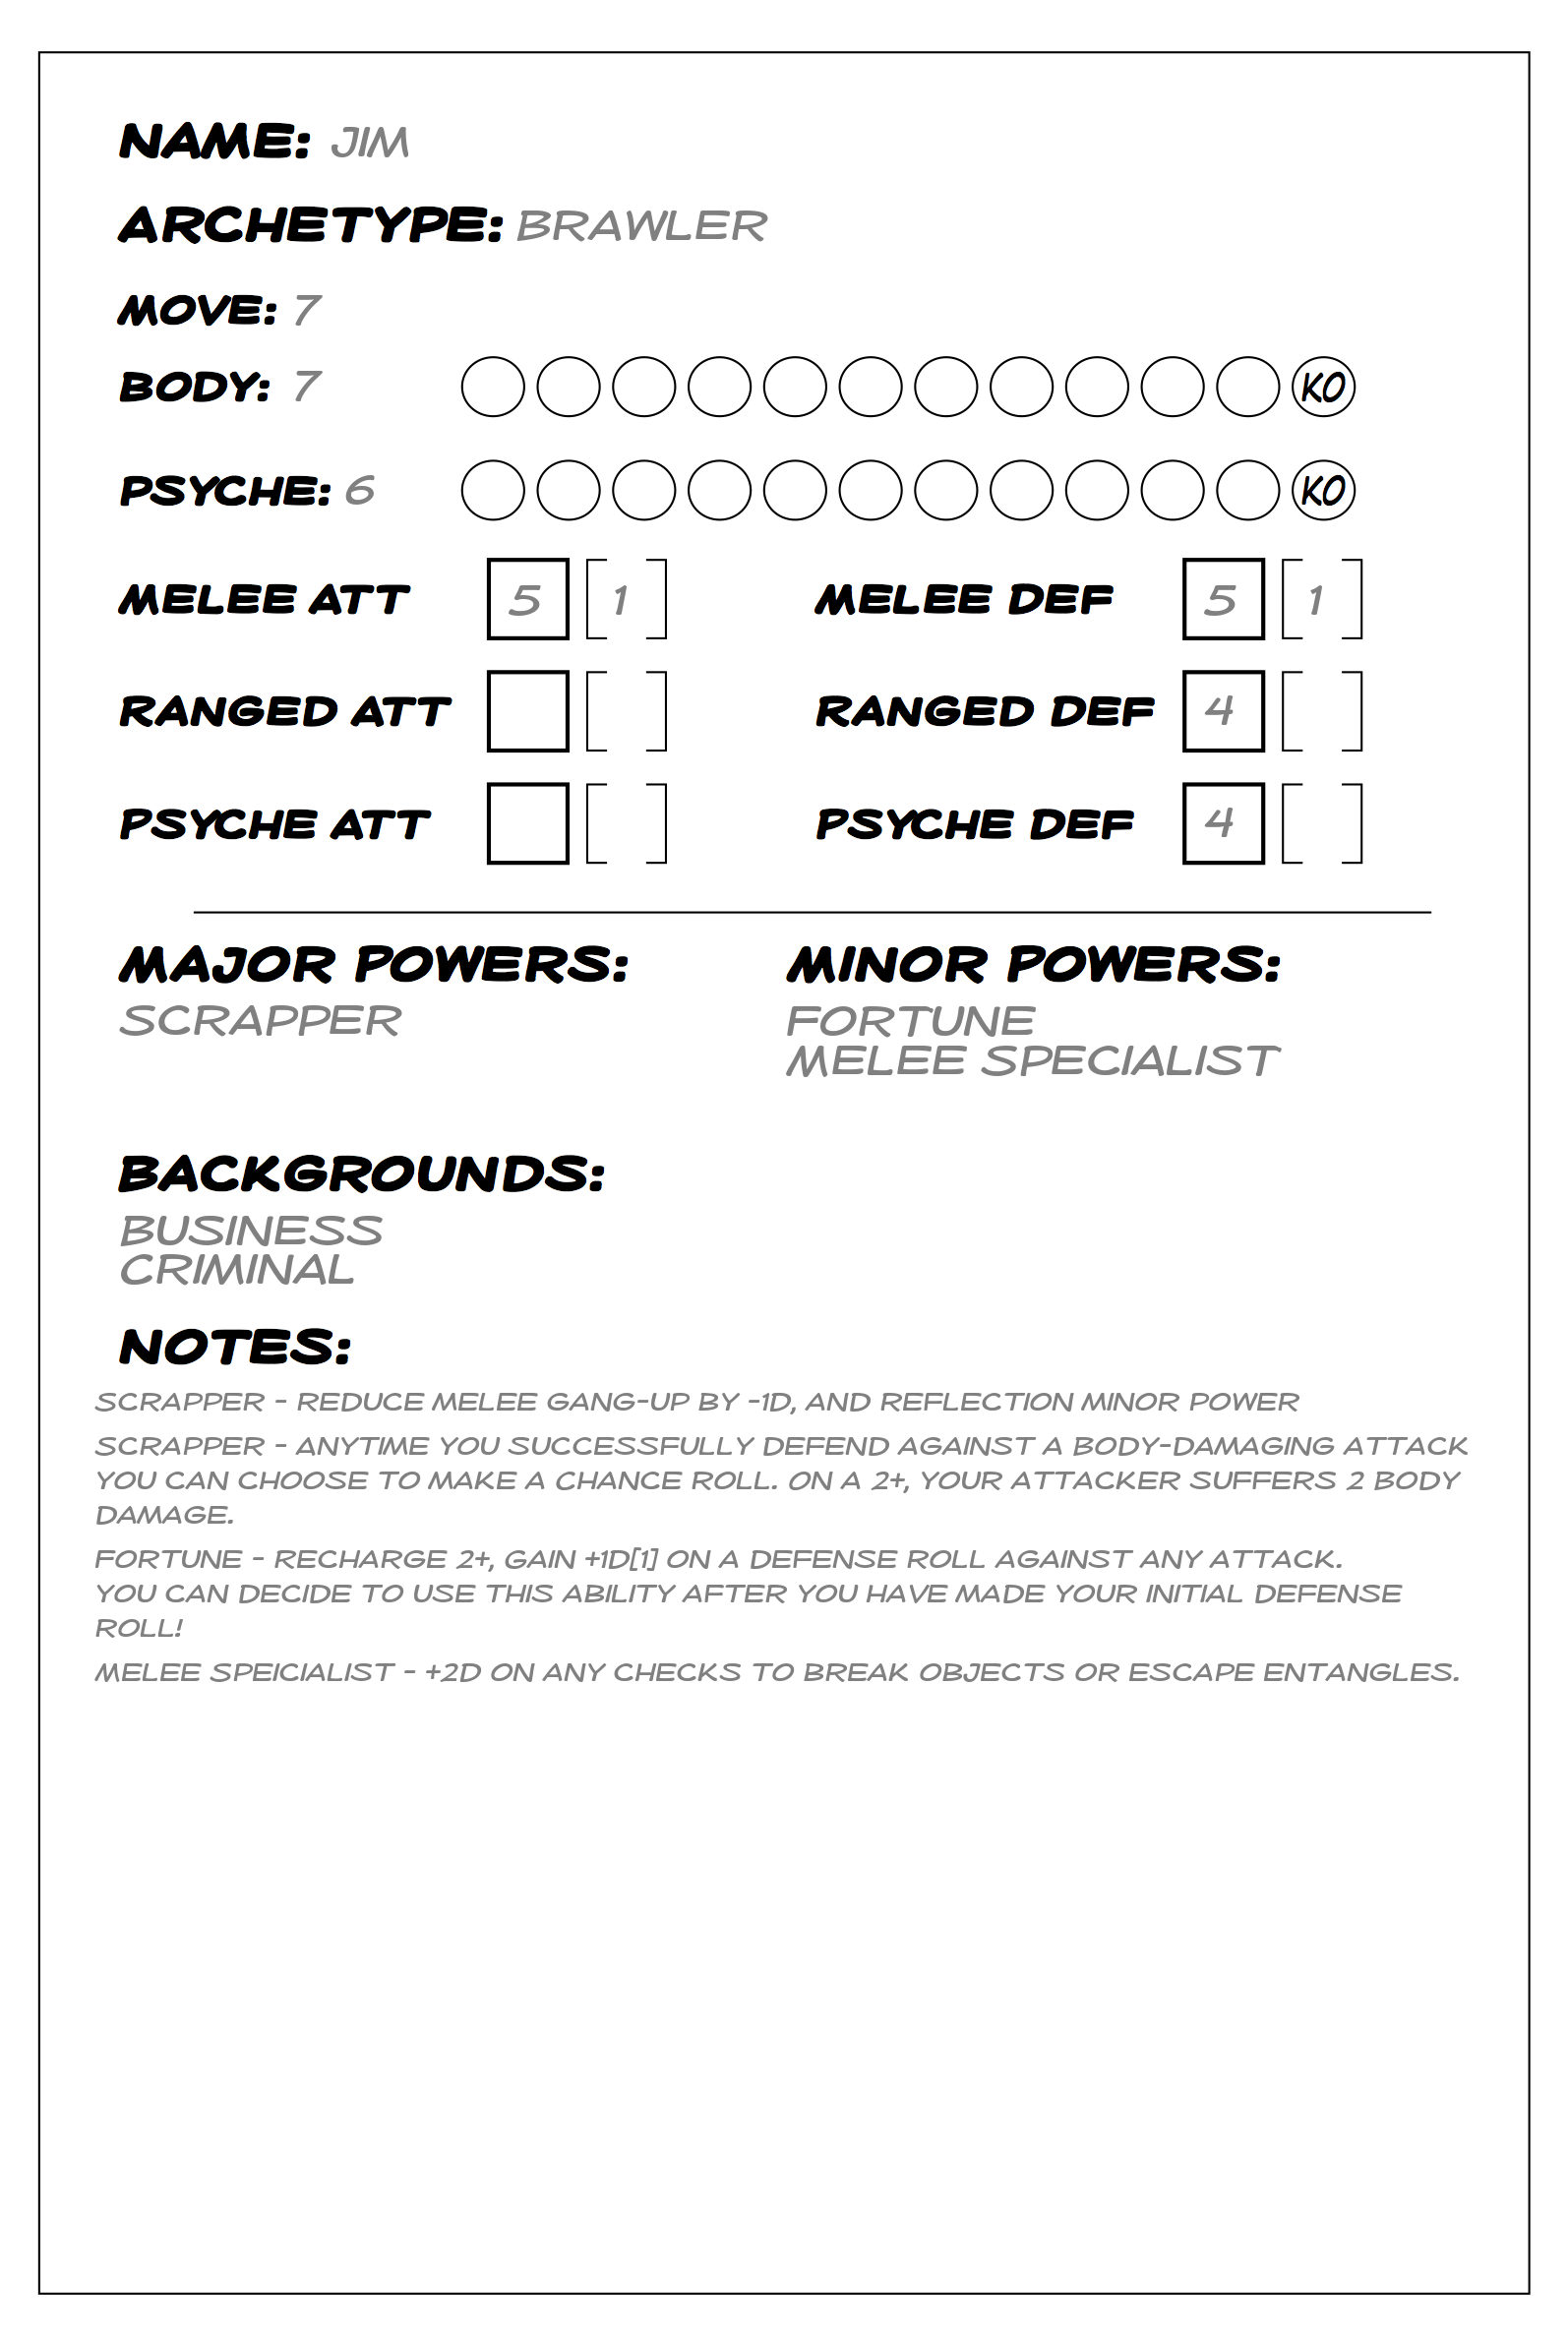 NAME: JIM
ARCHETYPE: BRAWLER
MOVE: 7
BODY: 7 KO
PSYCHE: 6 KO
MELEE ATT 5 [1] MELEE DEF 5 [1]
RANGED ATT [ ] RANGED DEF 4 [ ]
PSYCHE ATT [ ] PSYCHE DEF 4 [ ]
MAJOR POWERS: MINOR POWERS:
SCRAPPER FORTUNE
MELEE SPECIALIST
BACKGROUNDS:
BUSINESS
CRIMINAL
NOTES:
SCRAPPER - REDUCE MELEE GANG-UP BY -1D, AND REFLECTION MINOR POWER
SCRAPPER - ANYTIME YOU SUCCESSFULLY DEFEND AGAINST A BODY-DAMAGING ATTACK
YOU CAN CHOOSE TO MAKE A CHANCE ROLL. ON A 2+, YOUR ATTACKER SUFFERS 2 BODY
DAMAGE.
FORTUNE - RECHARGE 2+, GAIN +1D[1] ON A DEFENSE ROLL AGAINST ANY ATTACK.
YOU CAN DECIDE TO USE THIS ABILITY AFTER YOU HAVE MADE YOUR INITIAL DEFENSE
ROLL!
MELEE SPEICIALIST - +2D ON ANY CHECKS TO BREAK OBJECTS OR ESCAPE ENTANGLES.